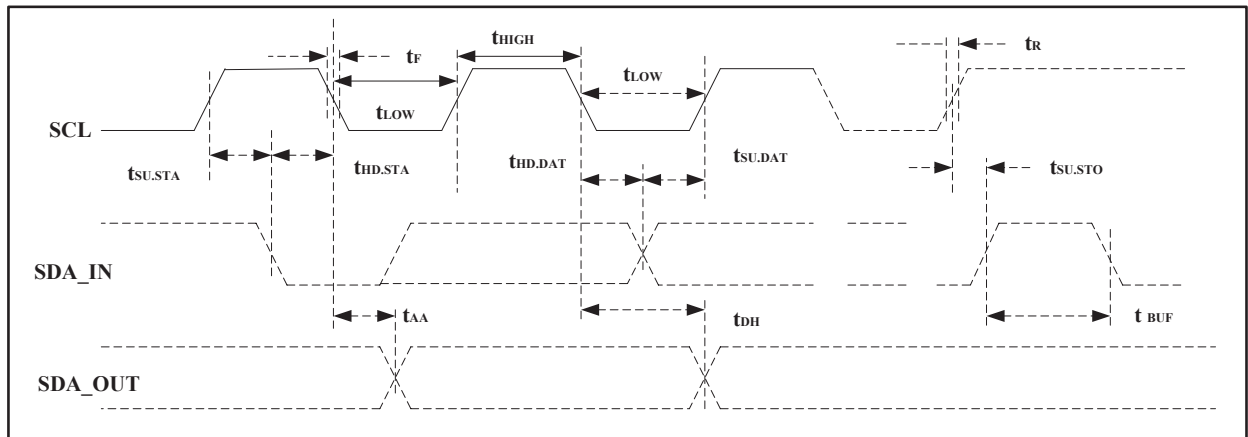 tF
tHIGH
tLOW
tR
SCL
tLOW
tSU.STA
tHD.STA
tHD.DAT
tSU.DAT
tSU.STO
SDA_IN
tAA
tDH
t BUF
SDA_OUT